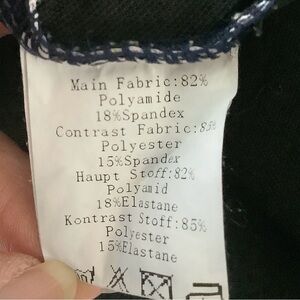 Main Fabric:82%
Polyamide
18%Spandex
Contrast Fabric:85%
Polyester
15%Spandex
Haupt Stoff:82%
Polyamid
18%Elastane
Kontrast Stoff:85%
Polyester
15%Elastane